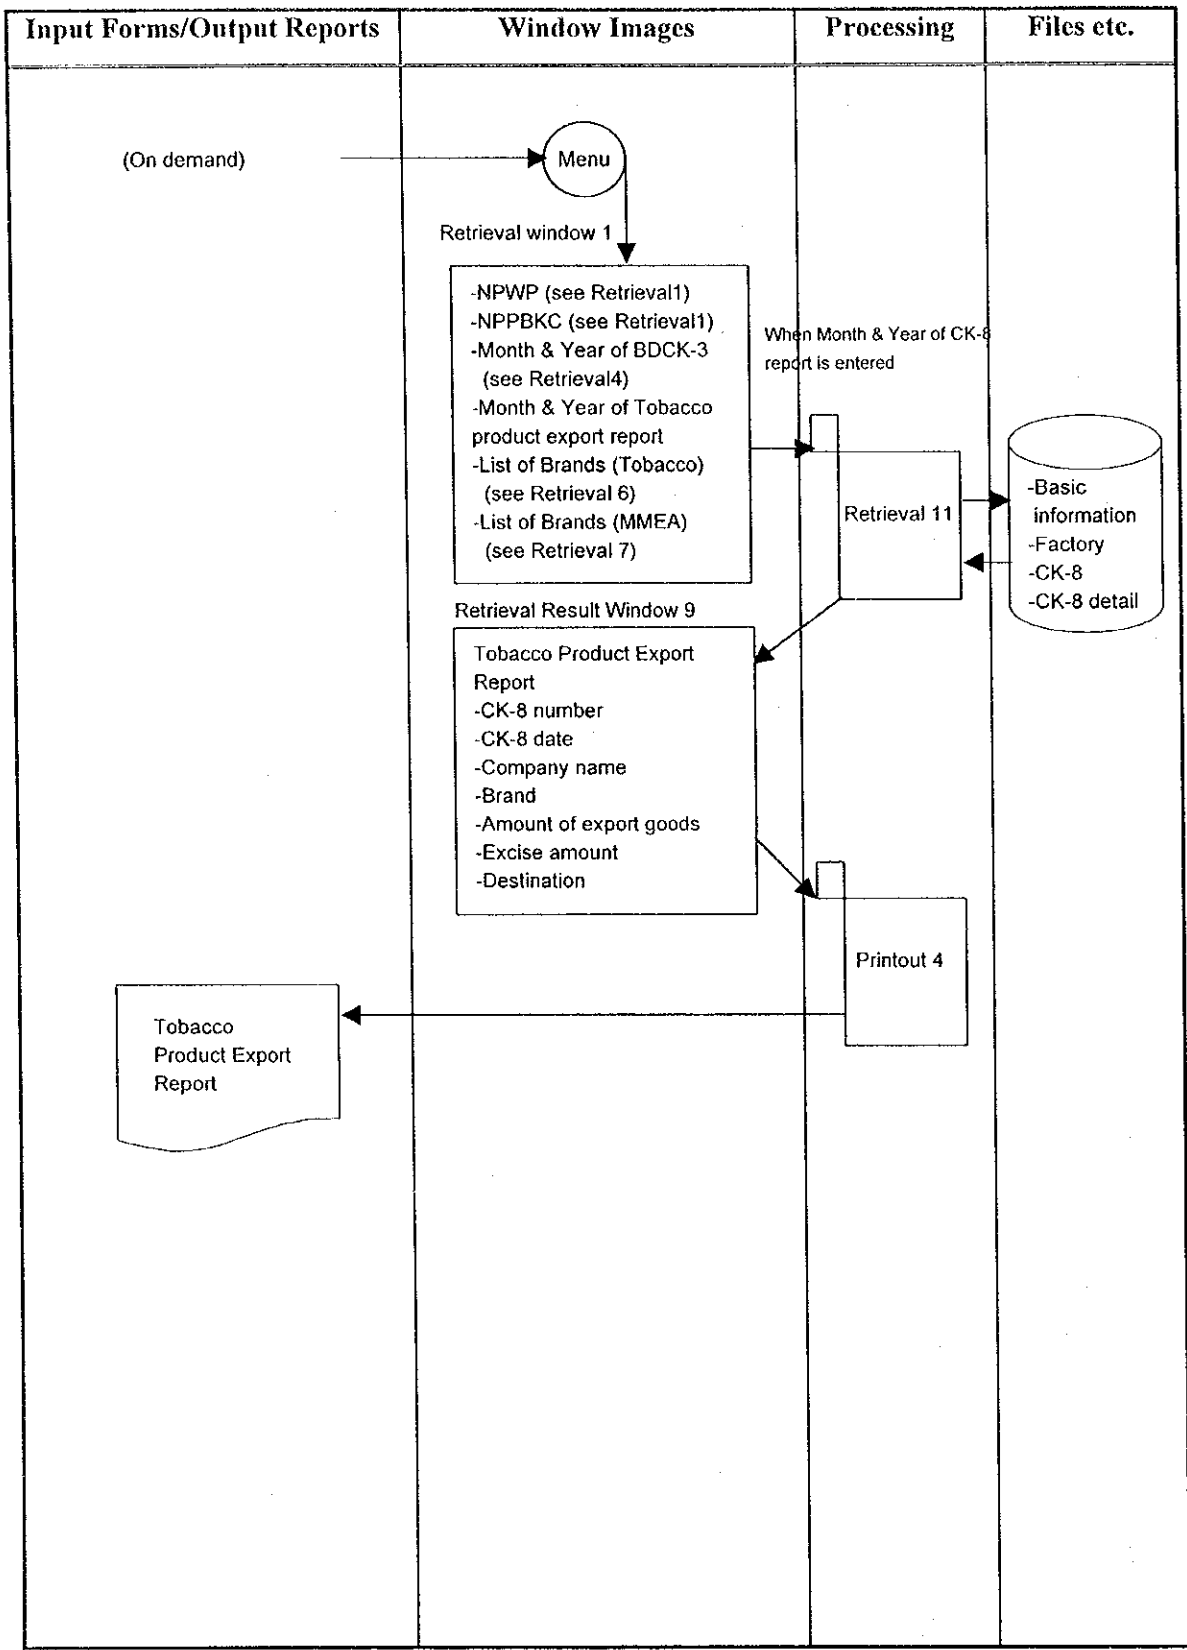 Input Forms/Output Reports
Window Images
Processing
Files etc.
(On demand)
Menu
Retrieval window 1
-NPWP (see Retrieval1)
-NPPBKC (see Retrieval1)
-Month & Year of BDCK-3
(see Retrieval4)
-Month & Year of Tobacco
product export report
-List of Brands (Tobacco)
(see Retrieval 6)
-List of Brands (MMEA)
(see Retrieval 7)
When Month & Year of CK-8
report is entered
Retrieval 11
-Basic
information
-Factory
-CK-8
-CK-8 detail
Retrieval Result Window 9
Tobacco Product Export
Report
-CK-8 number
-CK-8 date
-Company name
-Brand
-Amount of export goods
-Excise amount
-Destination
Printout 4
Tobacco
Product Export
Report